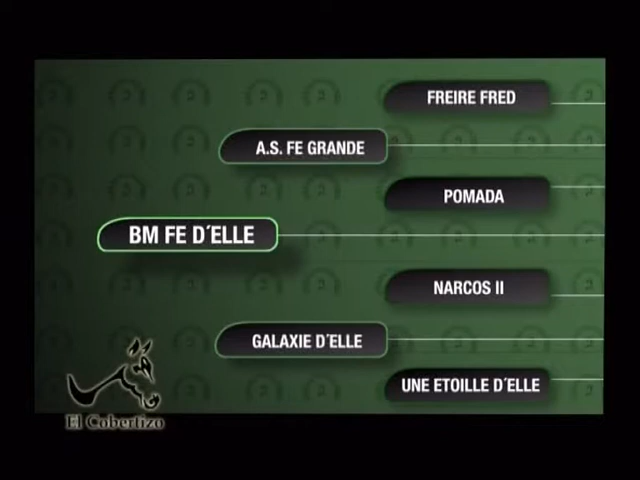 FREIRE FRED
A.S. FE GRANDE
POMADA
BM FE D´ELLE
NARCOS II
GALAXIE D´ELLE
UNE ETOILLE D´ELLE
El Cobertizo